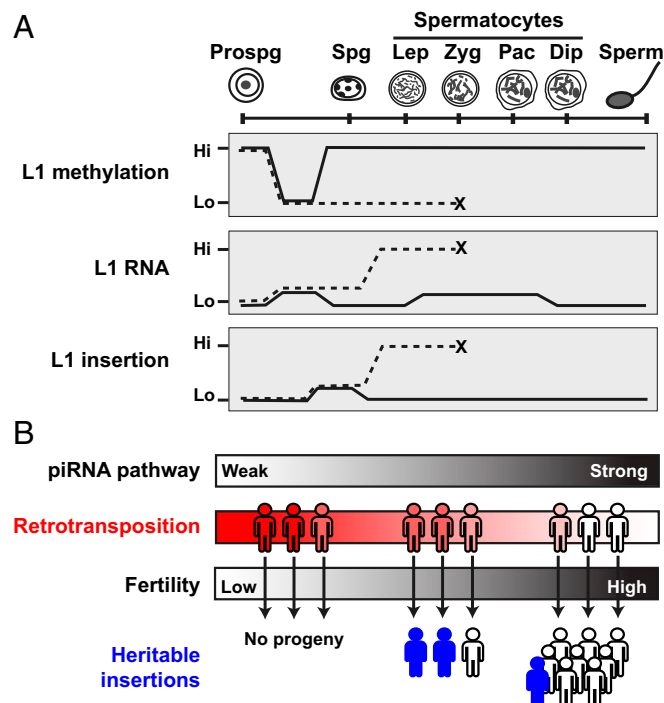 A
Spermatocytes
Prospg Spg Lep Zyg Pac Dip Sperm
L1 methylation
Hi
Lo
X
L1 RNA
Hi
Lo
X
L1 insertion
Hi
Lo
X
B
piRNA pathway Weak Strong
Retrotransposition
Fertility Low High
No progeny
Heritable
insertions